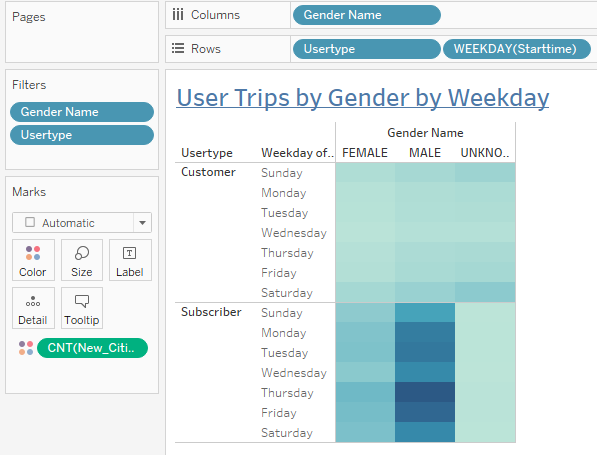 Pages
Columns
Gender Name
Rows
Usertype
WEEKDAY(Starttime)
Filters
Gender Name
Usertype
Marks
Automatic
Color
Size
Label
Detail
Tooltip
CNT(New_Citi..
User Trips by Gender by Weekday
Gender Name
Usertype Weekday of.. FEMALE MALE UNKNO..
Customer Sunday
Monday
Tuesday
Wednesday
Thursday
Friday
Saturday
Subscriber Sunday
Monday
Tuesday
Wednesday
Thursday
Friday
Saturday